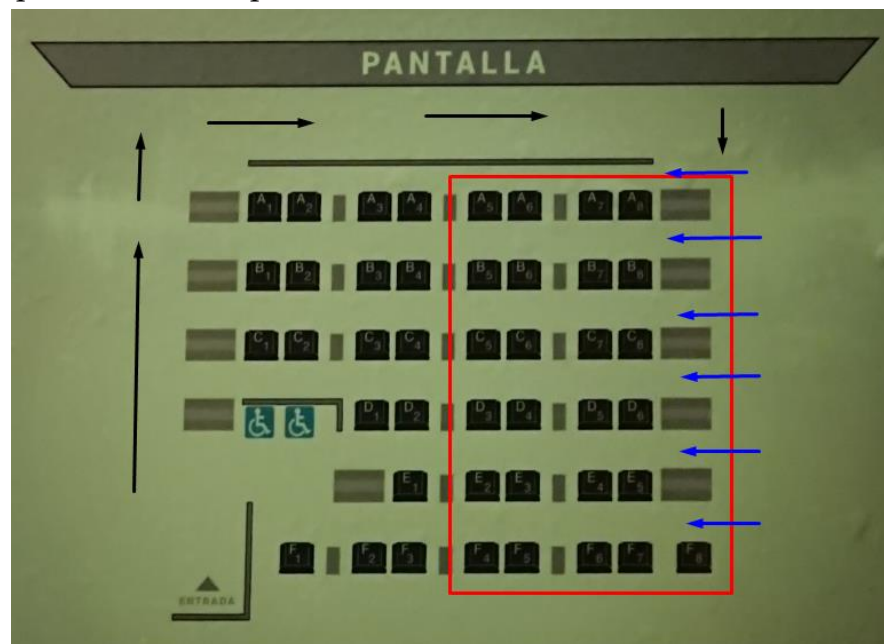 PANTALLA
A1 A2 A3 A4 A5 A6 A7 A8
B1 B2 B3 B4 B5 B6 B7 B8
C1 C2 C3 C4 C5 C6 C7 C8
D1 D2 D3 D4 D5 D6
E1 E2 E3 E4 E5
F1 F2 F3 F4 F5 F6 F7 F8
ENTRADA